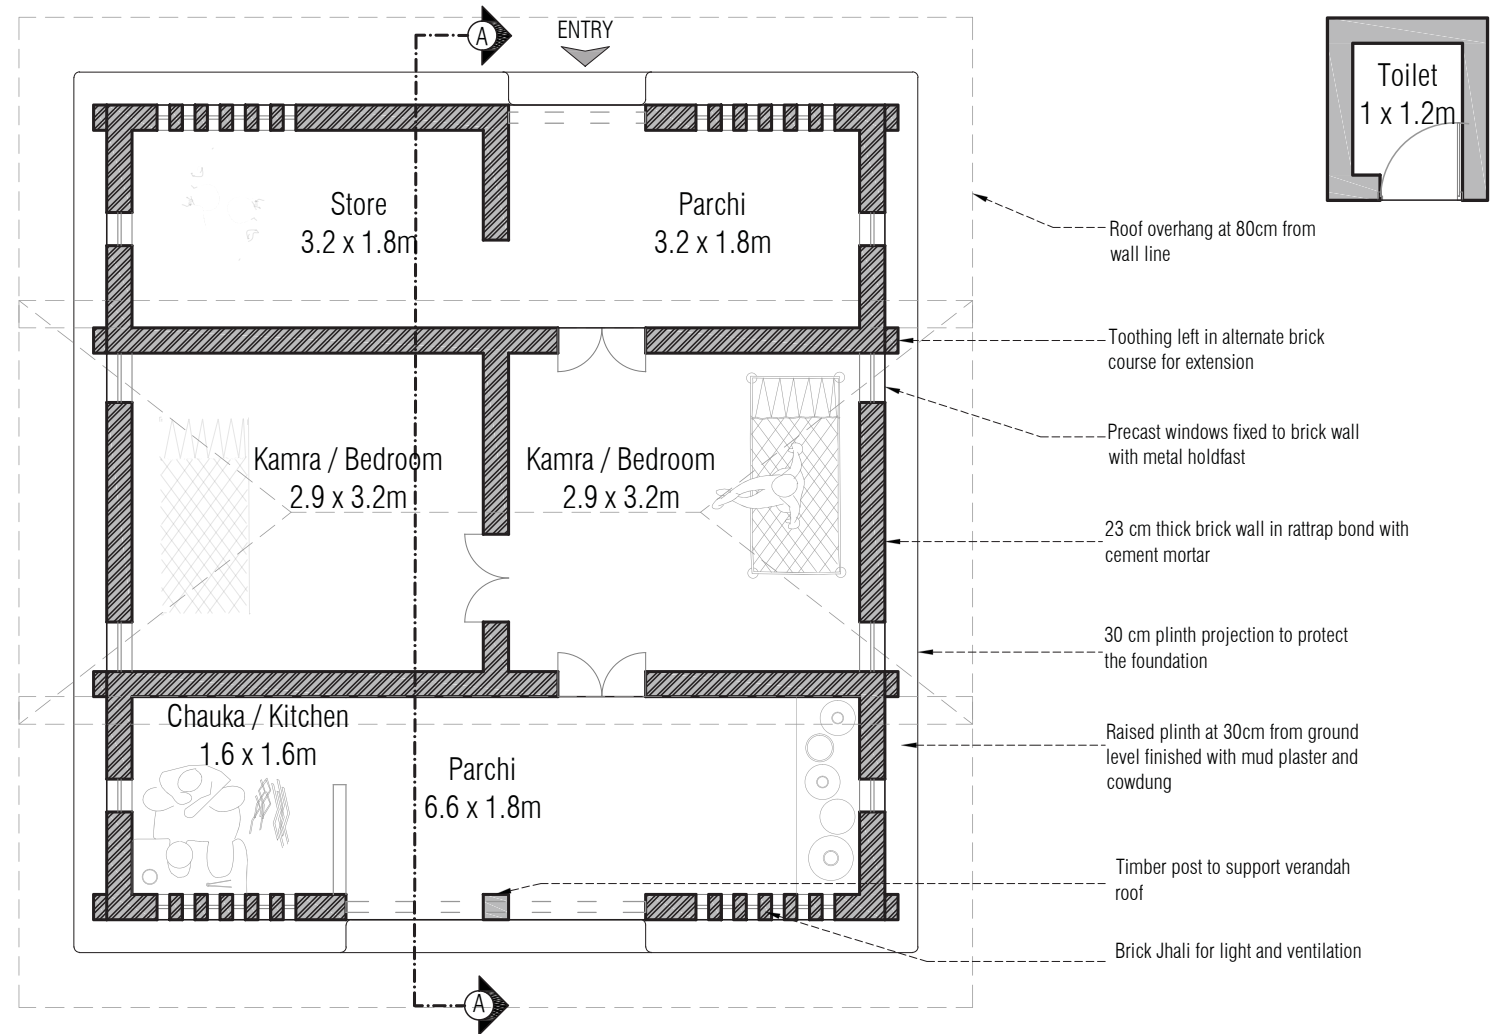 A
ENTRY
Toilet
1 x 1.2m
Store
3.2 x 1.8m
Parchi
3.2 x 1.8m
Roof overhang at 80cm from
wall line
Toothing left in alternate brick
course for extension
Precast windows fixed to brick wall
with metal holdfast
Kamra / Bedroom
2.9 x 3.2m
Kamra / Bedroom
2.9 x 3.2m
23 cm thick brick wall in rattrap bond with
cement mortar
30 cm plinth projection to protect
the foundation
Chauka / Kitchen
1.6 x 1.6m
Parchi
6.6 x 1.8m
Raised plinth at 30cm from ground
level finished with mud plaster and
cowdung
Timber post to support verandah
roof
Brick Jhali for light and ventilation
A